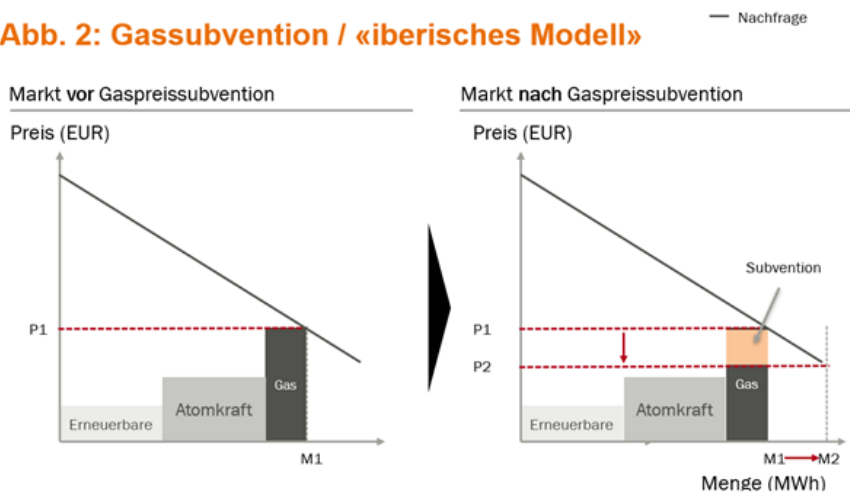 Nachfrage
Abb. 2: Gassubvention / «iberisches Modell»
Markt vor Gaspreissubvention
Preis (EUR)
P1
Gas
Atomkraft
Erneuerbare
M1
Markt nach Gaspreissubvention
Preis (EUR)
Subvention
P1
P2
Gas
Atomkraft
Erneuerbare
M1 M2
Menge (MWh)